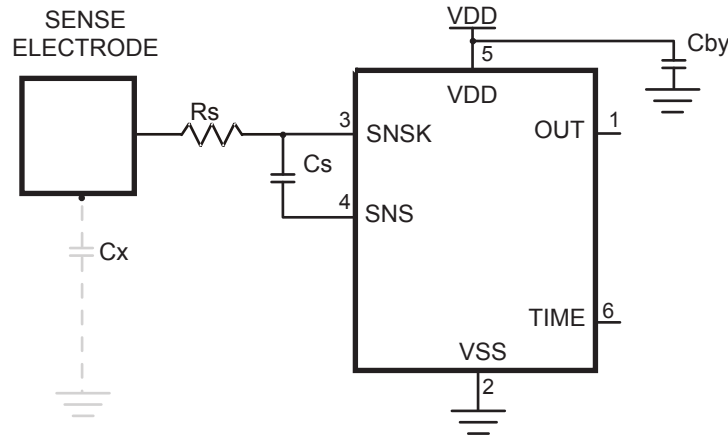 SENSE
ELECTRODE
VDD
5
Cby
VDD
Rs
3
SNSK
OUT
1
Cs
4
SNS
Cx
TIME
6
VSS
2